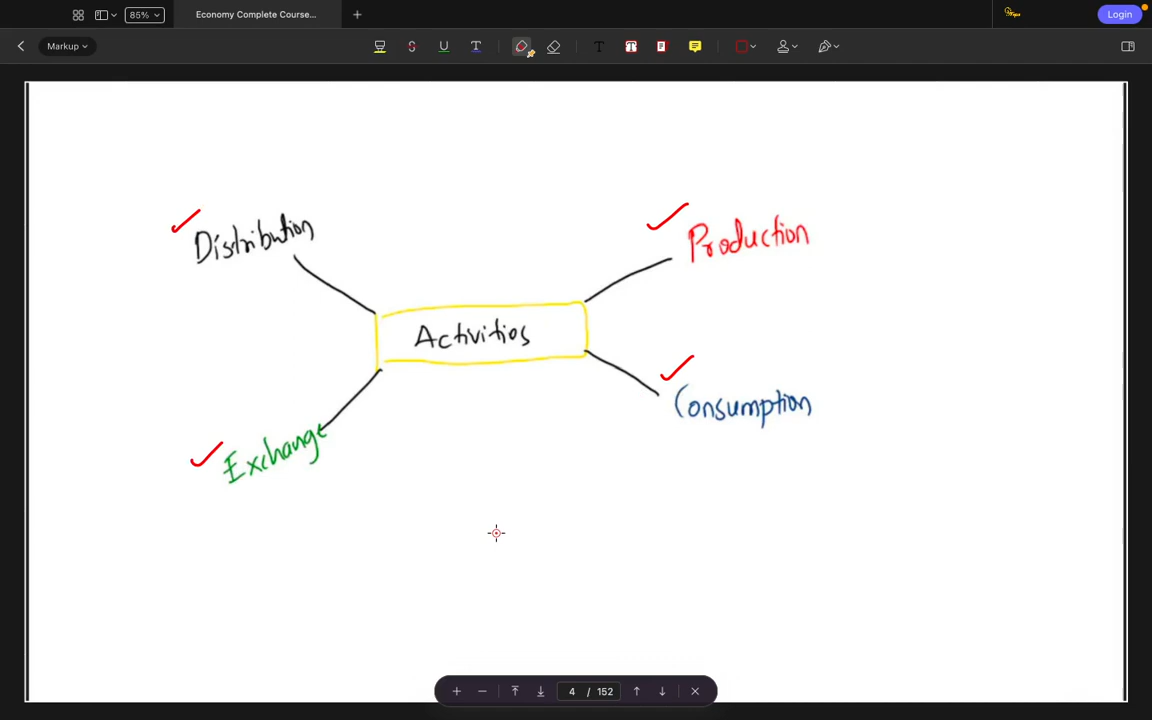 85%
Economy Complete Course...
Login
Markup
Distribution
Production
Activities
Consumption
Exchange
4 / 152